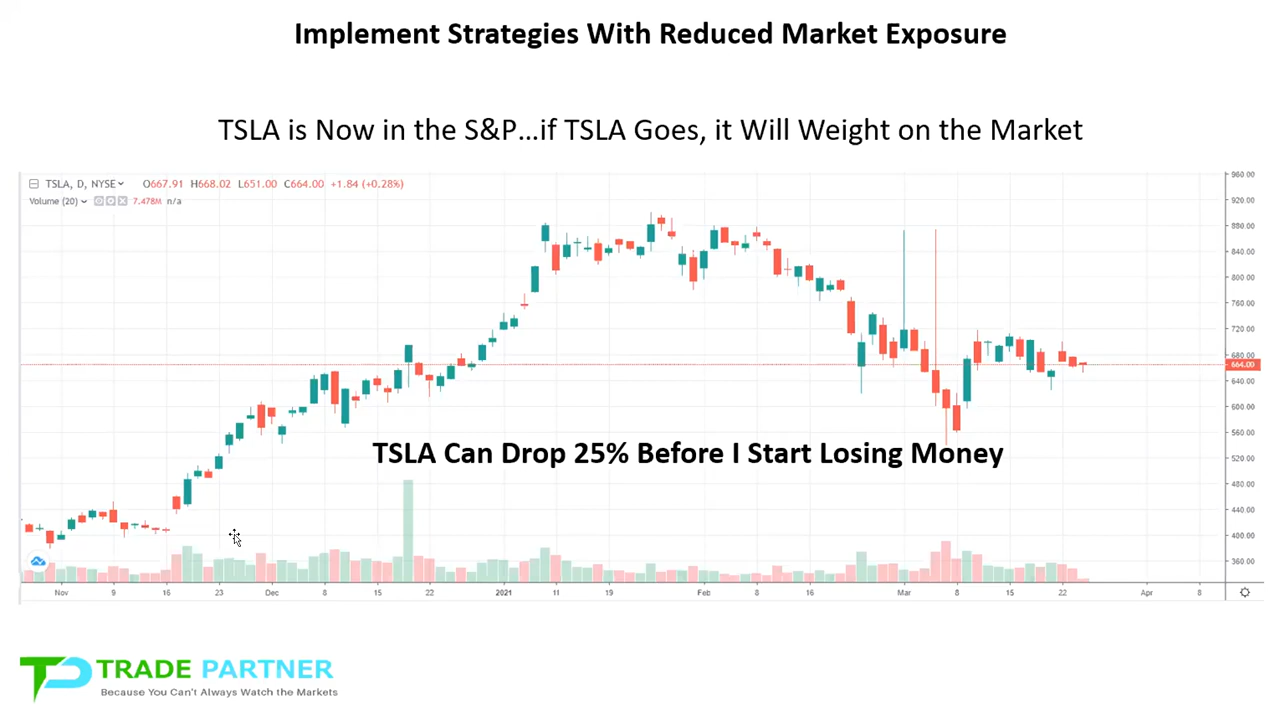 Implement Strategies With Reduced Market Exposure
TSLA is Now in the S&P...if TSLA Goes, it Will Weight on the Market
TSLA, D, NYSE O667.91 H668.02 L651.00 C664.00 +1.84 (+0.28%)
Volume (20) 7.478M n/a
960.00
920.00
880.00
840.00
800.00
760.00
720.00
680.00
664.00
640.00
600.00
560.00
TSLA Can Drop 25% Before I Start Losing Money
520.00
480.00
440.00
400.00
360.00
Nov 9 16 23 Dec 8 15 22 2021 11 19 Feb 8 16 Mar 8 15 22 Apr 8
TRADE PARTNER
Because You Can't Always Watch the Markets